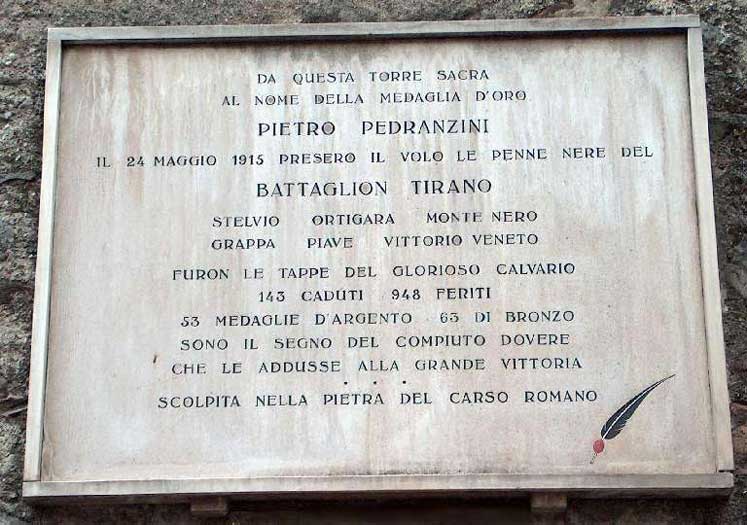 DA QUESTA TORRE SACRA
AL NOME DELLA MEDAGLIA D'ORO
PIETRO PEDRANZINI
IL 24 MAGGIO 1915 PRESERO IL VOLO LE PENNE NERE DEL
BATTAGLION TIRANO
STELVIO ORTIGARA MONTE NERO
GRAPPA PIAVE VITTORIO VENETO
FURON LE TAPPE DEL GLORIOSO CALVARIO
143 CADUTI 948 FERITI
53 MEDAGLIE D'ARGENTO 63 DI BRONZO
SONO IL SEGNO DEL COMPIUTO DOVERE
CHE LE ADDUSSE ALLA GRANDE VITTORIA
. . .
SCOLPITA NELLA PIETRA DEL CARSO ROMANO